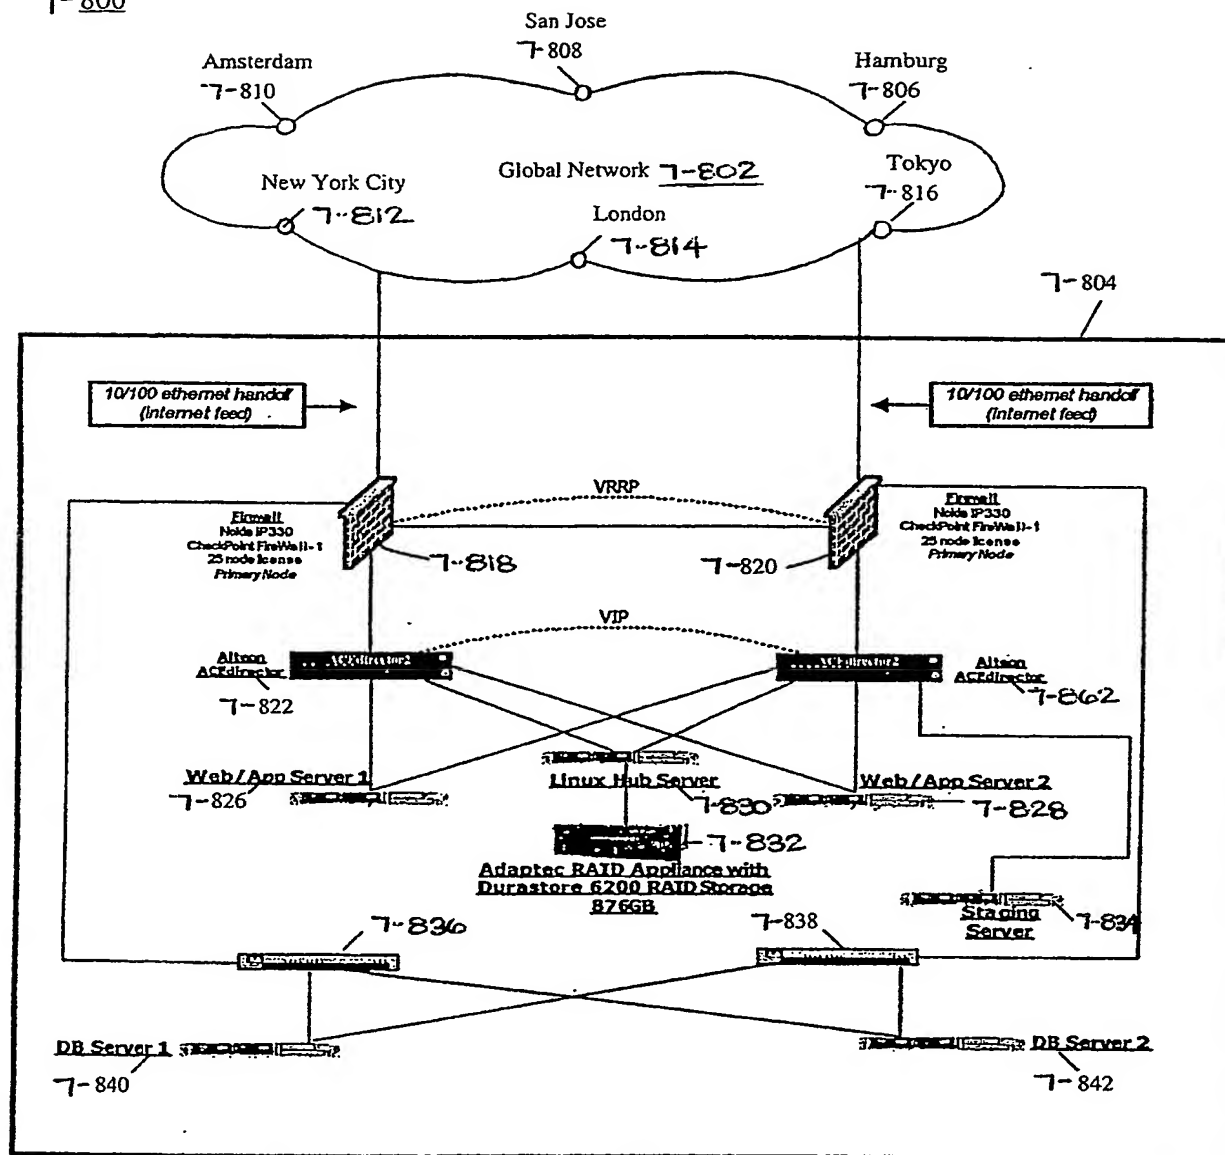 7-800
San Jose
7-808
Amsterdam
7-810
Hamburg
7-806
Global Network 7-802
Tokyo
7-816
New York City
7-812
London
7-814
7-804
10/100 ethernet handoff
(Internet feed)
10/100 ethernet handoff
(Internet feed)
VRRP
Firewall
Nokia IP330
CheckPoint FireWall-1
25 node license
Primary Node
7-818
7-820
Firewall
Nokia IP330
CheckPoint FireWall-1
25 node license
Primary Node
VIP
Alteon
ACEdirector
7-822
ACEdirector2
ACEdirector2
Alteon
ACEdirector
7-862
Web/App Server 1
7-826
Linux Hub Server
7-830
Web/App Server 2
7-828
7-832
Adaptec RAID Appliance with
Durastore 6200 RAID Storage
876GB
Staging
Server
7-834
7-836
7-838
DB Server 1
7-840
DB Server 2
7-842